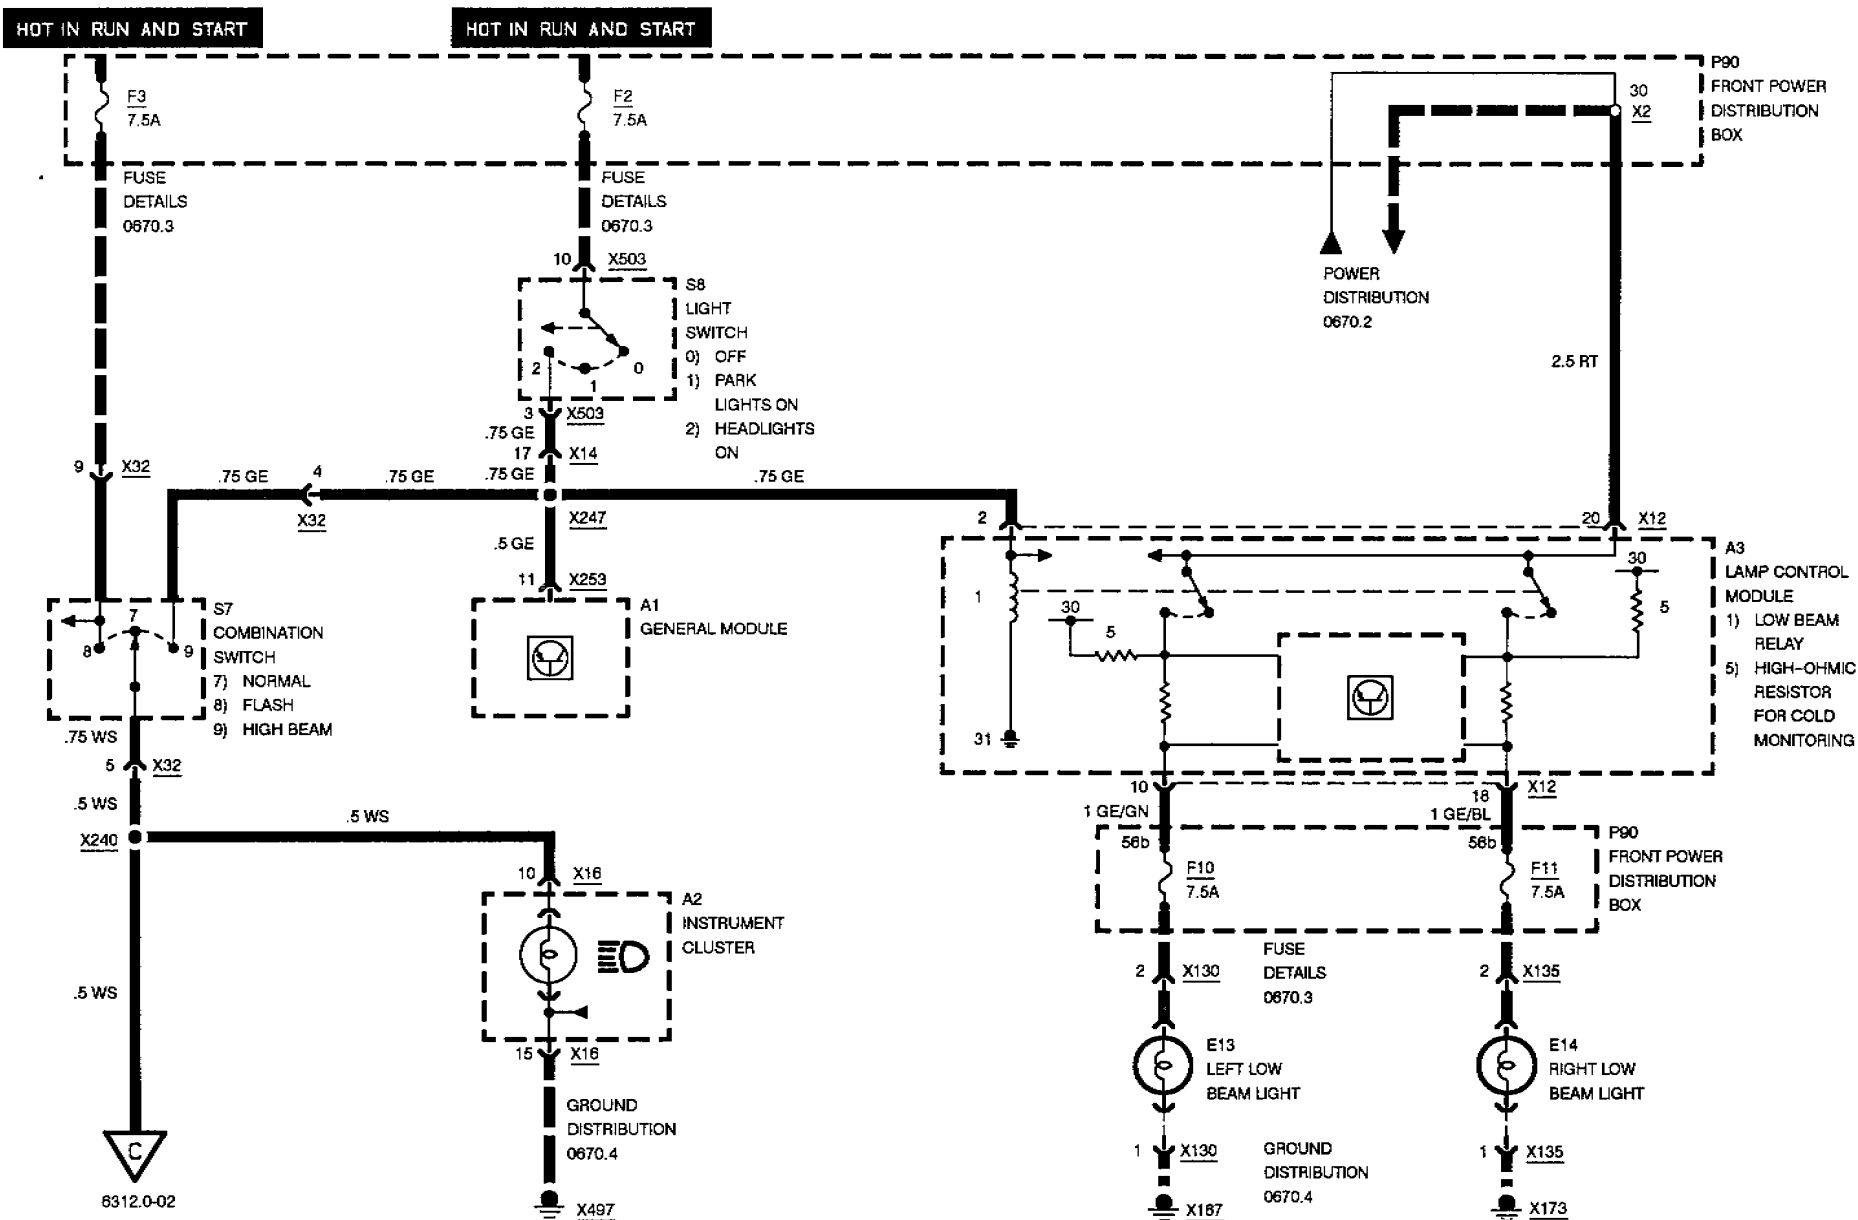 HOT IN RUN AND START
HOT IN RUN AND START
P90
FRONT POWER
DISTRIBUTION
BOX
F3
7.5A
F2
7.5A
30
X2
FUSE
DETAILS
0670.3
FUSE
DETAILS
0670.3
10 X503
POWER
DISTRIBUTION
0670.2
S8
LIGHT
SWITCH
0) OFF
1) PARK
LIGHTS ON
2) HEADLIGHTS
ON
2
1
0
2.5 RT
3 X503
.75 GE
17 X14
.75 GE
9 X32
.75 GE
4
.75 GE
X32
.75 GE
X247
.5 GE
2
20 X12
11 X253
A1
GENERAL MODULE
S7
COMBINATION
SWITCH
7) NORMAL
8) FLASH
9) HIGH BEAM
7
8
9
A3
LAMP CONTROL
MODULE
1) LOW BEAM
RELAY
5) HIGH-OHMIC
RESISTOR
FOR COLD
MONITORING
1
30
5
30
5
31
.75 WS
5 X32
.5 WS
X240
.5 WS
10 X16
A2
INSTRUMENT
CLUSTER
10
1 GE/GN
18 X12
1 GE/BL
56b
56b
F10
7.5A
F11
7.5A
P90
FRONT POWER
DISTRIBUTION
BOX
.5 WS
FUSE
DETAILS
0670.3
2 X130
2 X135
15 X16
E13
LEFT LOW
BEAM LIGHT
E14
RIGHT LOW
BEAM LIGHT
GROUND
DISTRIBUTION
0670.4
1 X130
GROUND
DISTRIBUTION
0670.4
1 X135
C
6312.0-02
X497
X167
X173